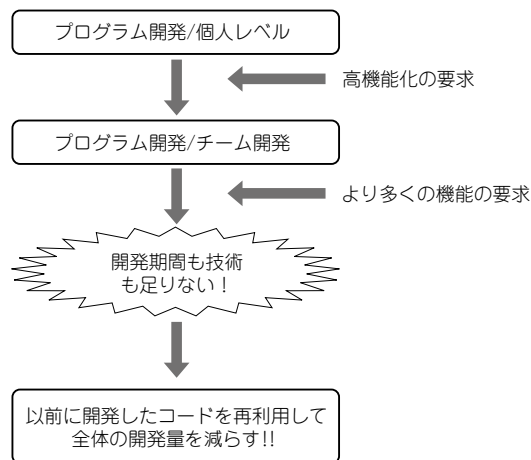 プログラム開発/個人レベル
高機能化の要求
プログラム開発/チーム開発
より多くの機能の要求
開発期間も技術
も足りない！
以前に開発したコードを再利用して
全体の開発量を減らす!!